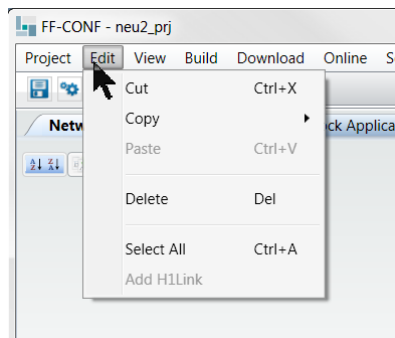 FF-CONF - neu2_prj
Project Edit View Build Download Online
Cut Ctrl+X
Copy
Paste Ctrl+V
Delete Del
Select All Ctrl+A
Add H1Link